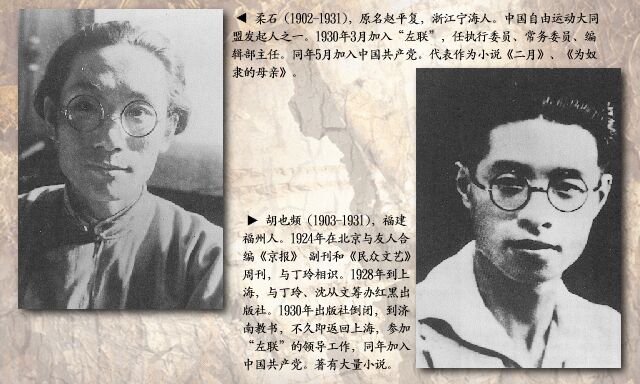 ◀ 柔石（1902-1931），原名赵平复，浙江宁海人。中国自由运动大同
盟发起人之一。1930年3月加入“左联”，任执行委员、常务委员、编
辑部主任。同年5月加入中国共产党。代表作为小说《二月》、《为奴
隶的母亲》。
▶ 胡也频（1903-1931），福建
福州人。1924年在北京与友人合
编《京报》 副刊和《民众文艺》
周刊，与丁玲相识。1928年到上
海，与丁玲、沈从文筹办红黑出
版社。1930年出版社倒闭，到济
南教书，不久即返回上海，参加
“左联”的领导工作，同年加入
中国共产党。著有大量小说。